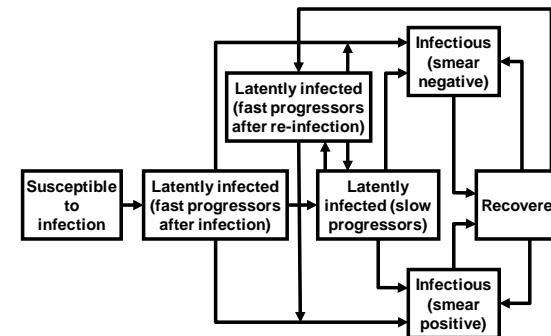 Infectious
(smear
negative)
Latently infected
(fast progressors
after re-infection)
Susceptible
to
infection
Latently infected
(fast progressors
after infection)
Latently
infected (slow
progressors)
Recovere
Infectious
(smear
positive)